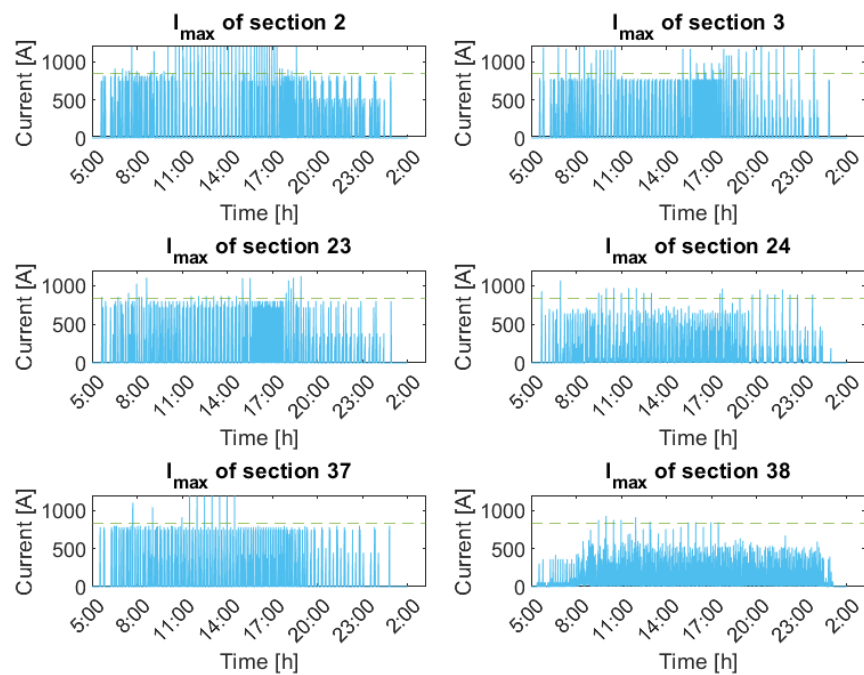 I_max of section 2
Current [A]
1000
500
0
5:00 8:00 11:00 14:00 17:00 20:00 23:00 2:00
Time [h]
I_max of section 3
Current [A]
1000
500
0
5:00 8:00 11:00 14:00 17:00 20:00 23:00 2:00
Time [h]
I_max of section 23
Current [A]
1000
500
0
5:00 8:00 11:00 14:00 17:00 20:00 23:00 2:00
Time [h]
I_max of section 24
Current [A]
1000
500
0
5:00 8:00 11:00 14:00 17:00 20:00 23:00 2:00
Time [h]
I_max of section 37
Current [A]
1000
500
0
5:00 8:00 11:00 14:00 17:00 20:00 23:00 2:00
Time [h]
I_max of section 38
Current [A]
1000
500
0
5:00 8:00 11:00 14:00 17:00 20:00 23:00 2:00
Time [h]